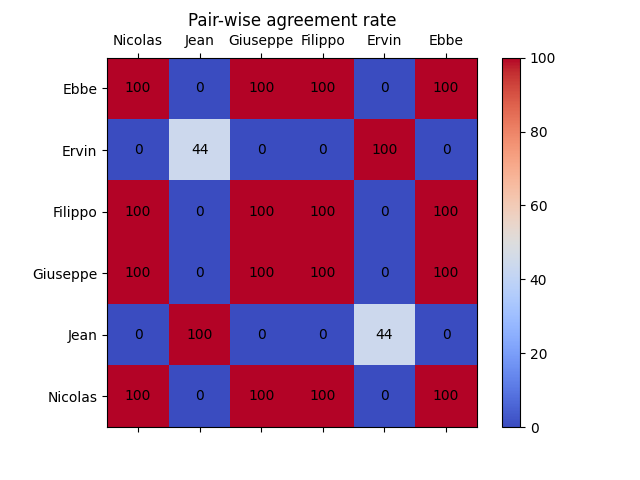 Pair-wise agreement rate
Nicolas Jean Giuseppe Filippo Ervin Ebbe
Ebbe 100 0 100 100 0 100
Ervin 0 44 0 0 100 0
Filippo 100 0 100 100 0 100
Giuseppe 100 0 100 100 0 100
Jean 0 100 0 0 44 0
Nicolas 100 0 100 100 0 100
100
80
60
40
20
0